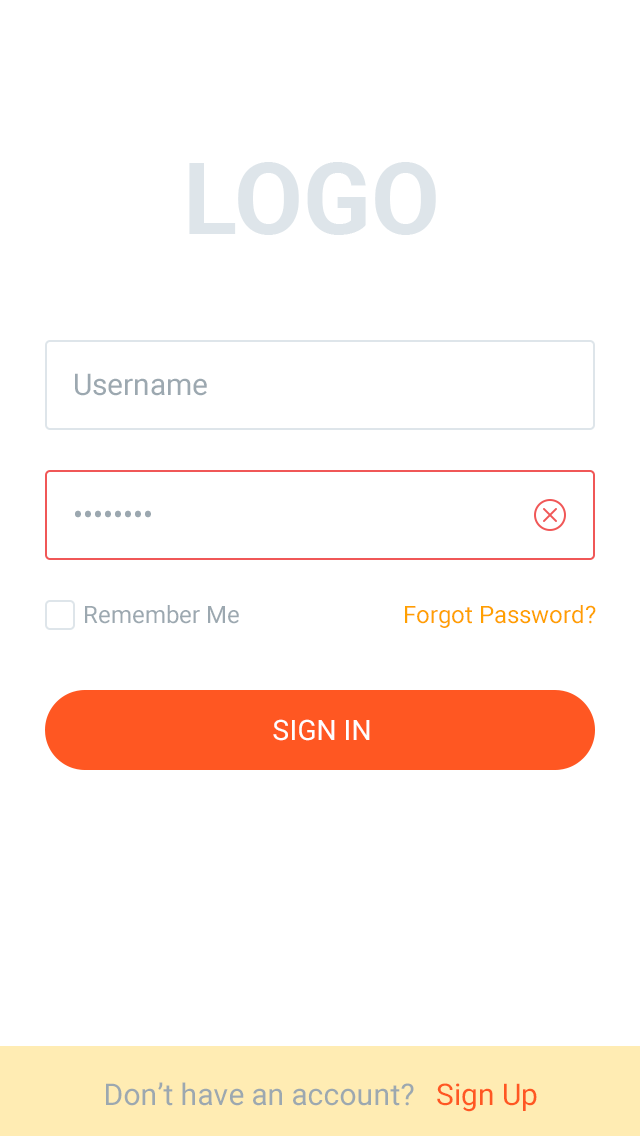 LOGO
Username
••••••••
Remember Me
Forgot Password?
SIGN IN
Don’t have an account? Sign Up